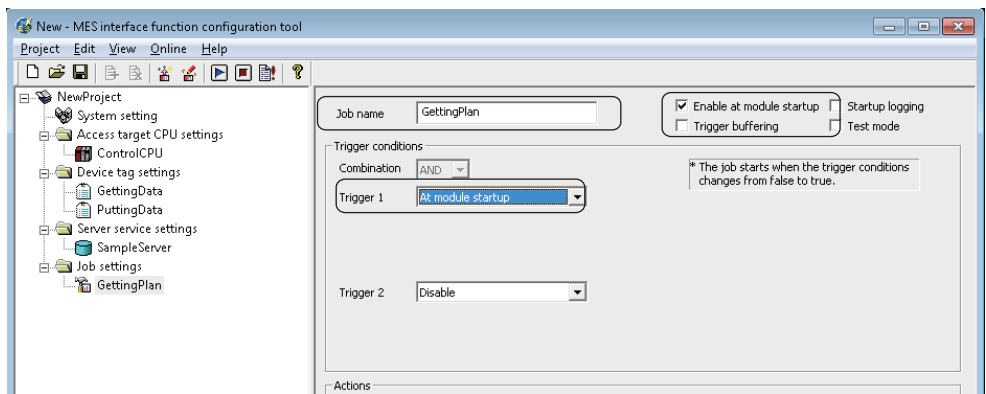 New - MES interface function configuration tool
Project Edit View Online Help
NewProject
System setting
Access target CPU settings
ControlCPU
Device tag settings
GettingData
PuttingData
Server service settings
SampleServer
Job settings
GettingPlan
Job name GettingPlan
Enable at module startup Startup logging
Trigger buffering Test mode
Trigger conditions
Combination AND
* The job starts when the trigger conditions
changes from false to true.
Trigger 1 At module startup
Trigger 2 Disable
Actions